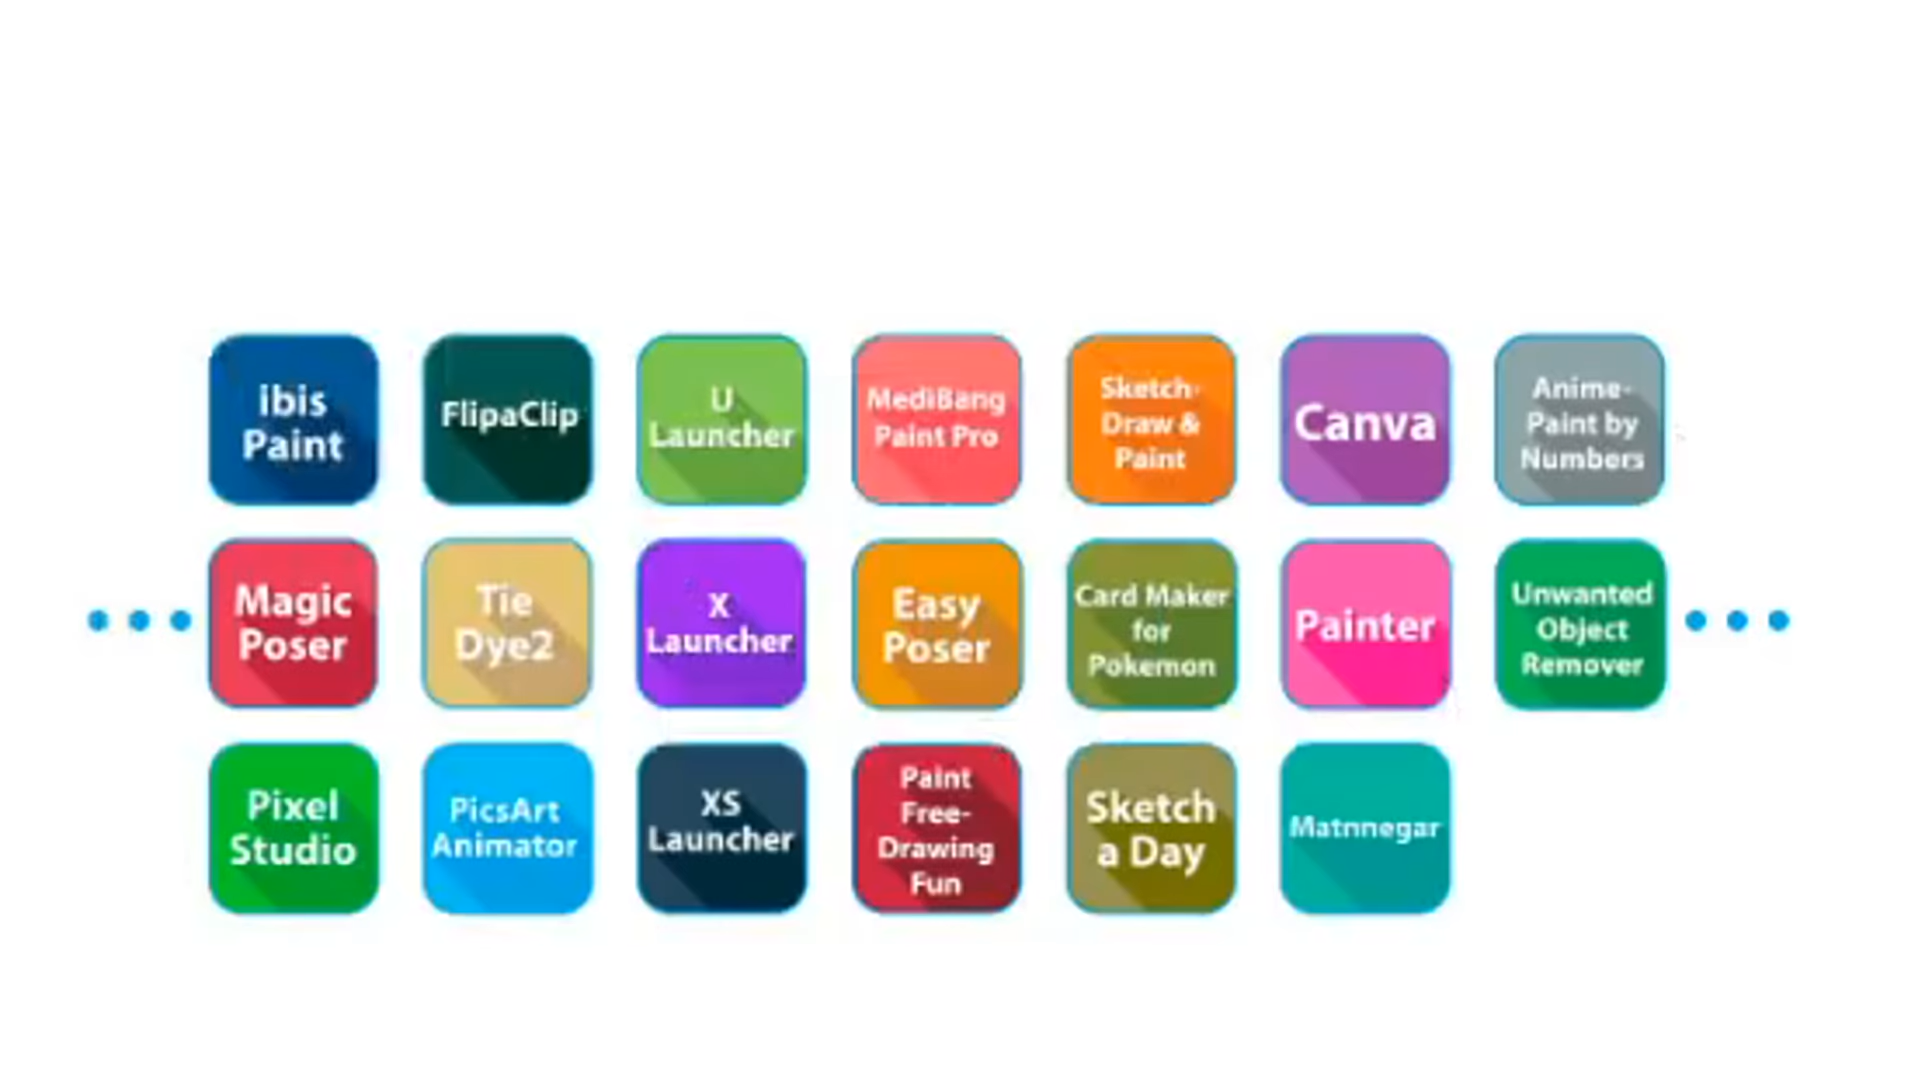 ibis
Paint
FlipaClip
U
Launcher
MediBang
Paint Pro
Sketch-
Draw &
Paint
Canva
Anime-
Paint by
Numbers
Magic
Poser
Tie
Dye2
X
Launcher
Easy
Poser
Card Maker
for
Pokemon
Painter
Unwanted
Object
Remover
Pixel
Studio
PicsArt
Animator
XS
Launcher
Paint
Free-
Drawing
Fun
Sketch
a Day
Matnnegar